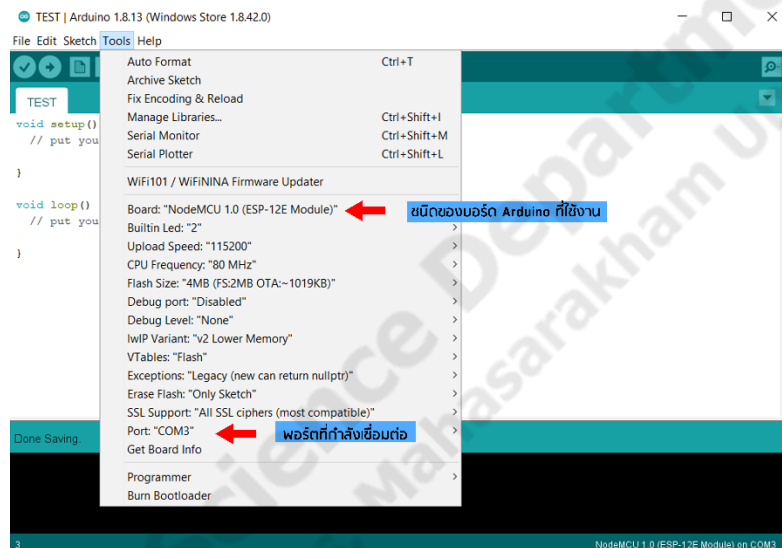 TEST | Arduino 1.8.13 (Windows Store 1.8.42.0)
File Edit Sketch Tools Help
Auto Format Ctrl+T
Archive Sketch
Fix Encoding & Reload
Manage Libraries... Ctrl+Shift+I
Serial Monitor Ctrl+Shift+M
Serial Plotter Ctrl+Shift+L
WiFi101 / WiFiNINA Firmware Updater
Board: "NodeMCU 1.0 (ESP-12E Module)" ชนิดของบอร์ด Arduino ที่ใช้งาน
Builtin Led: "2"
Upload Speed: "115200"
CPU Frequency: "80 MHz"
Flash Size: "4MB (FS:2MB OTA:~1019KB)"
Debug port: "Disabled"
Debug Level: "None"
lwIP Variant: "v2 Lower Memory"
VTables: "Flash"
Exceptions: "Legacy (new can return nullptr)"
Erase Flash: "Only Sketch"
SSL Support: "All SSL ciphers (most compatible)"
Port: "COM3" พอร์ตที่กำลังเชื่อมต่อ
Get Board Info
Programmer
Burn Bootloader
TEST
void setup()
// put you
}
void loop()
// put you
}
Done Saving.
3 NodeMCU 1.0 (ESP-12E Module) on COM3
Science Department
Mahasarakham